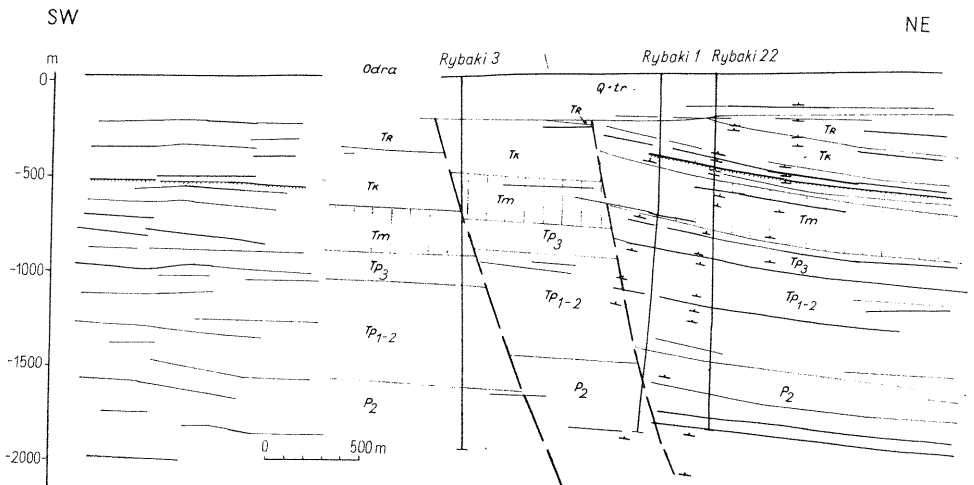 SW
NE
m
0
-500
-1000
-1500
-2000
Odra
Rybaki 3
Rybaki 1
Rybaki 22
Q+tr
TR
TK
Tm
Tp3
Tp1-2
P2
TR
TK
Tm
Tp3
Tp1-2
P2
TR
TK
Tm
Tp3
Tp1-2
P2
0 500 m